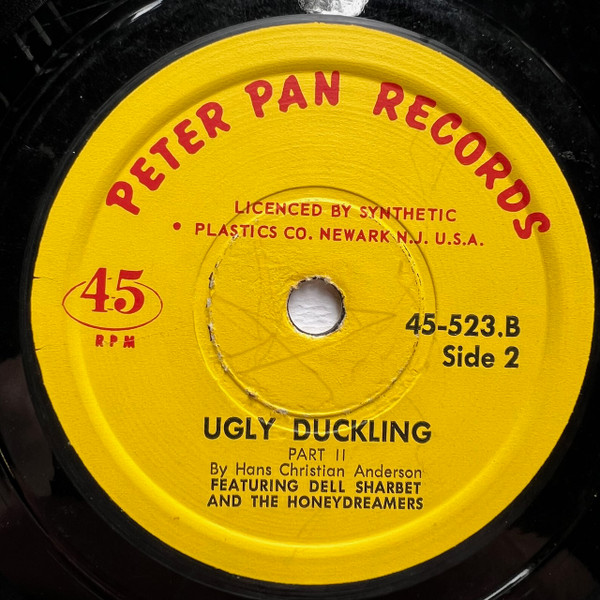 PETER PAN RECORDS
LICENCED BY SYNTHETIC
• PLASTICS CO. NEWARK N.J. U.S.A.
45
RPM
45-523.B
Side 2
UGLY DUCKLING
PART II
By Hans Christian Anderson
FEATURING DELL SHARBET
AND THE HONEYDREAMERS